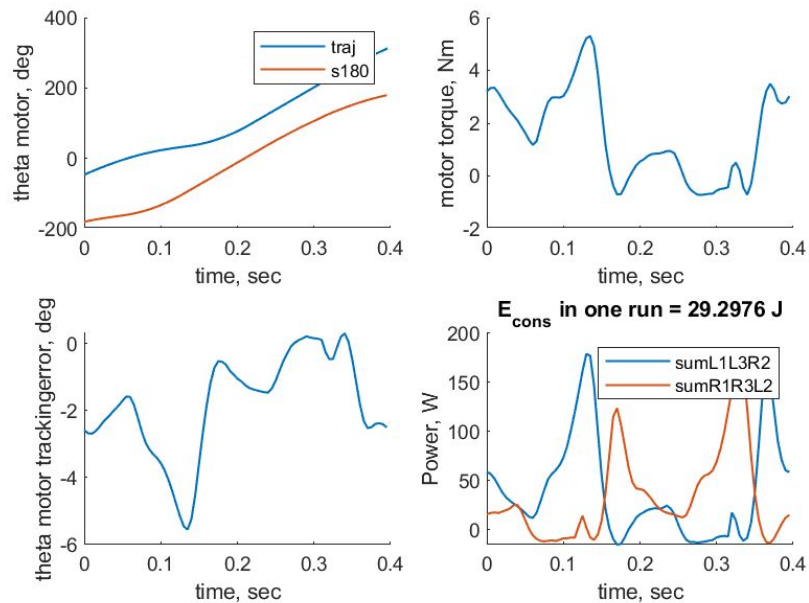 400
200
0
-200
theta motor, deg
traj
s180
0
0.1
0.2
0.3
0.4
time, sec
6
4
2
0
-2
motor torque, Nm
0
0.1
0.2
0.3
0.4
time, sec
0
-2
-4
-6
theta motor trackingerror, deg
0
0.1
0.2
0.3
0.4
time, sec
E_cons in one run = 29.2976 J
200
150
100
50
0
Power, W
sumL1L3R2
sumR1R3L2
0
0.1
0.2
0.3
0.4
time, sec